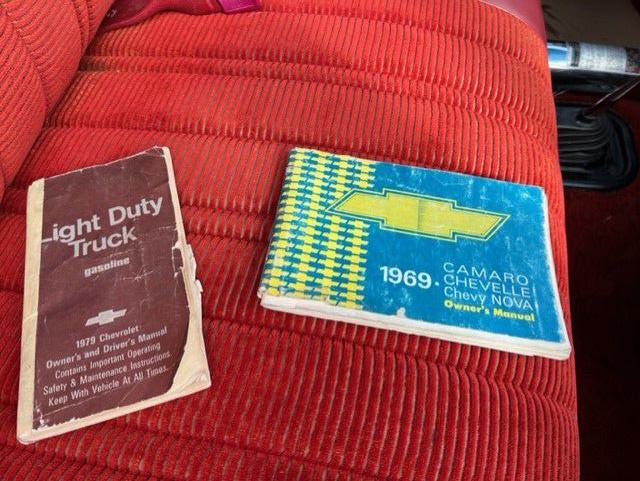 Light Duty
Truck
gasoline
1979 Chevrolet
Owner's and Driver's Manual
Contains Important Operating
Safety & Maintenance Instructions.
Keep With Vehicle At All Times.
1969. CAMARO
CHEVELLE
Chevy NOVA
Owner's Manual